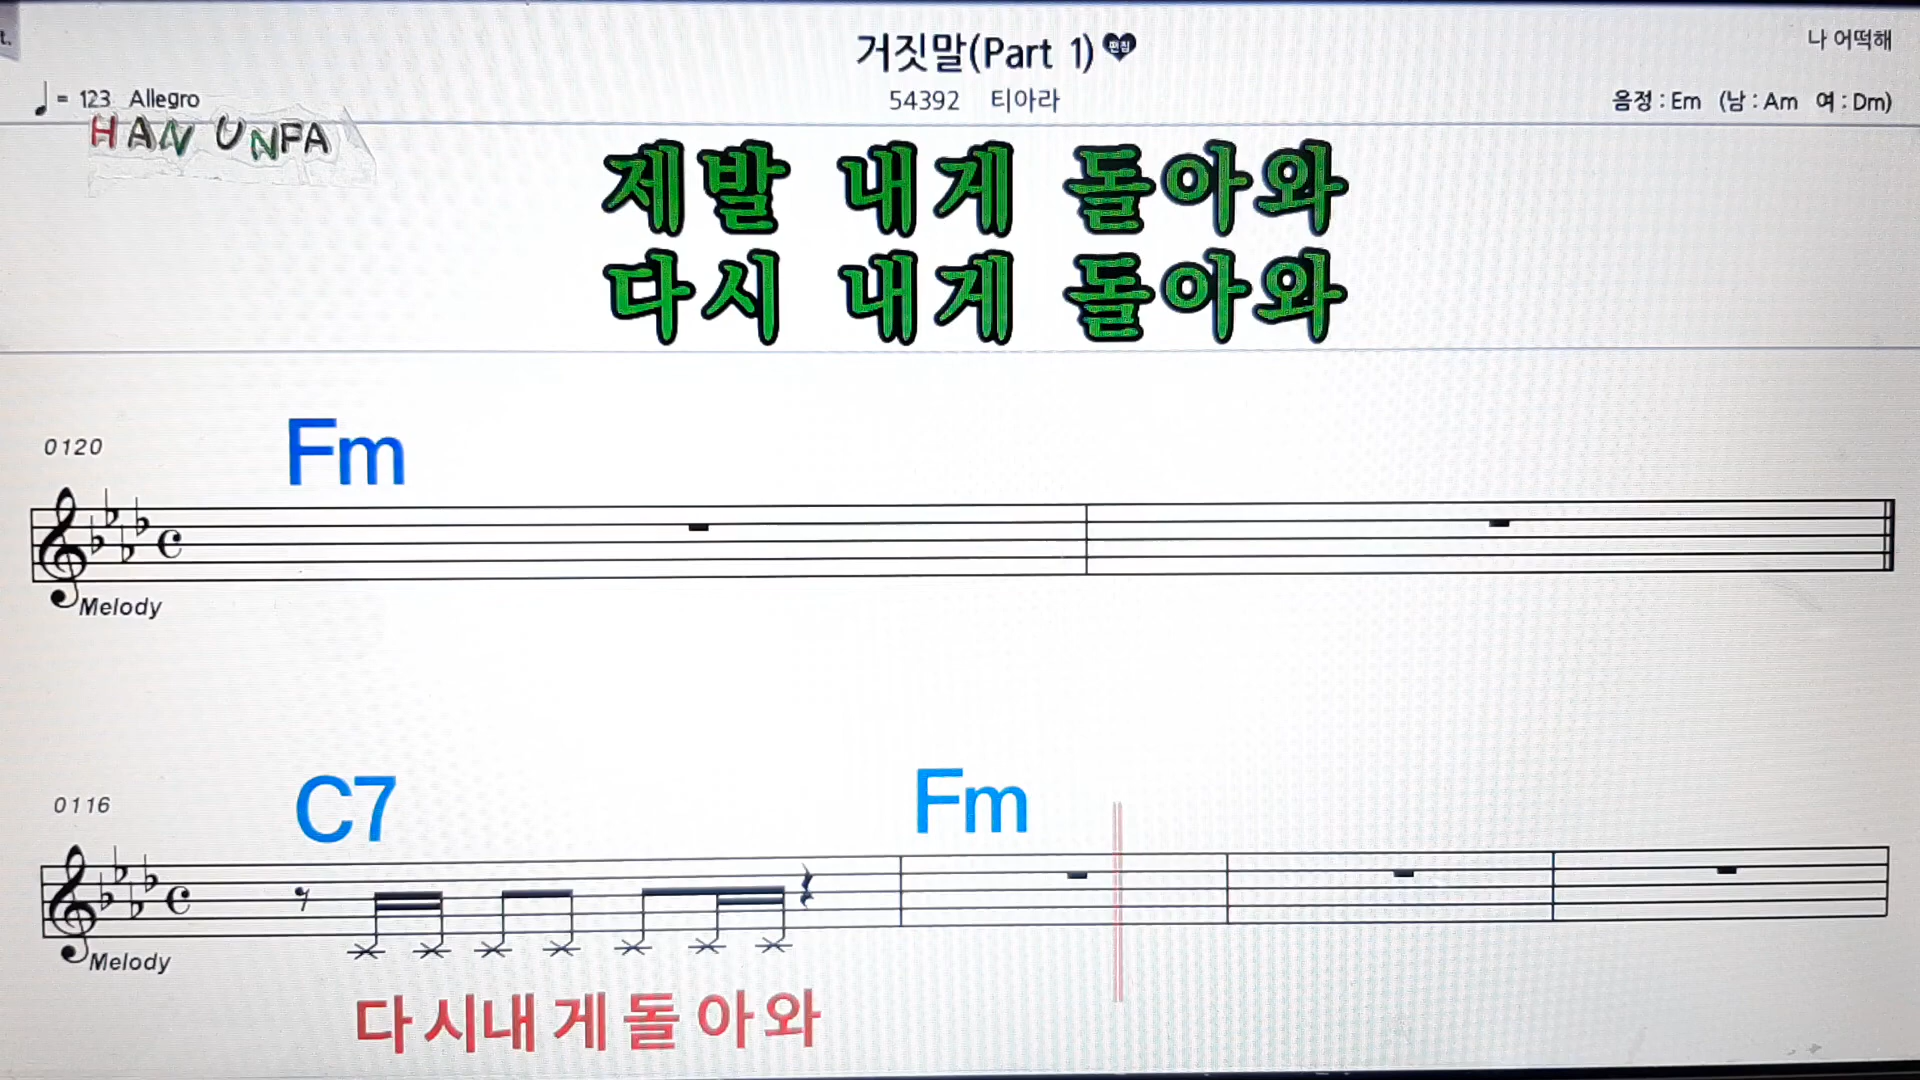 t.
거짓말(Part 1) 편집
나 어떡해
= 123 Allegro
54392 티아라
음정 : Em (남 : Am 여 : Dm)
HAN UNFA
제발 내게 돌아와
다시 내게 돌아와
0120
Fm
Melody
0116
C7 Fm
Melody
다시내게돌아와